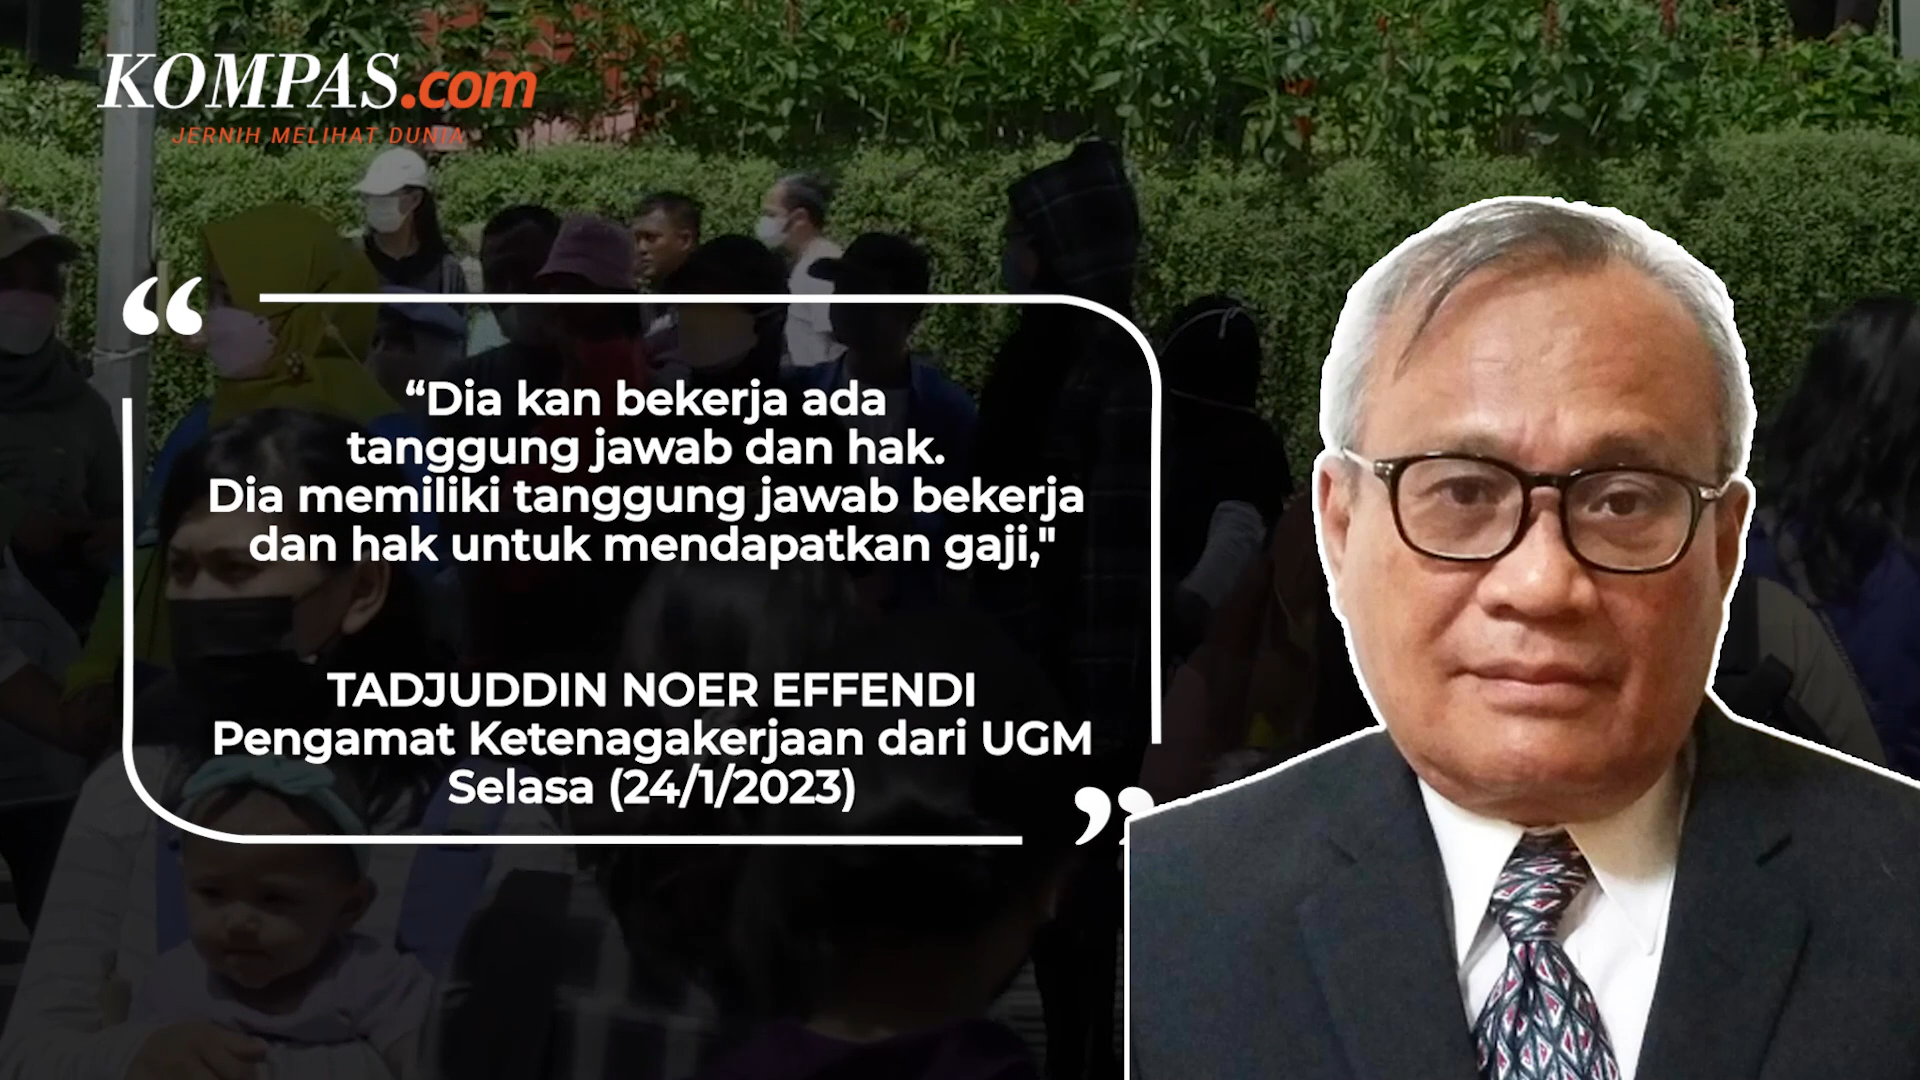 KOMPAS.com
JERNIH MELIHAT DUNIA
“
“Dia kan bekerja ada
tanggung jawab dan hak.
Dia memiliki tanggung jawab bekerja
dan hak untuk mendapatkan gaji,"
TADJUDDIN NOER EFFENDI
Pengamat Ketenagakerjaan dari UGM
Selasa (24/1/2023)
”